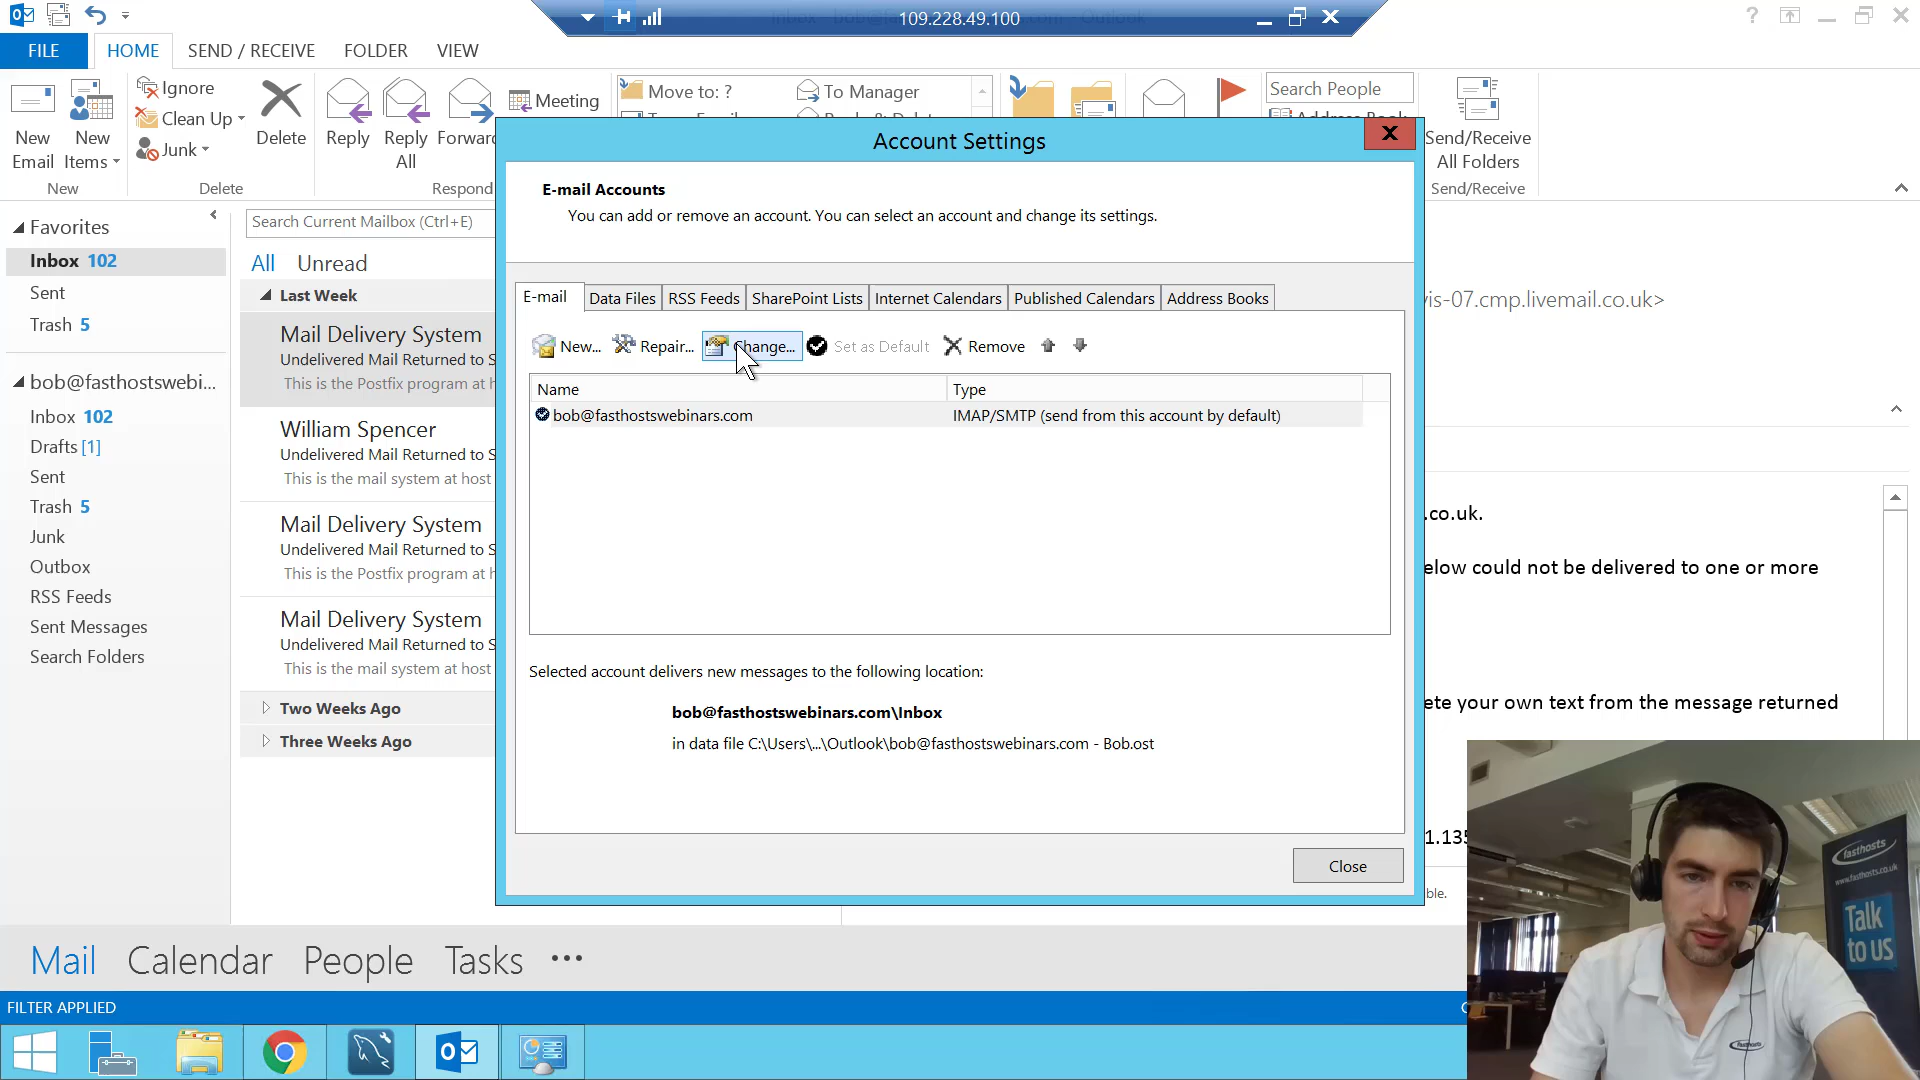 109.228.49.100
FILE
HOME
SEND / RECEIVE
FOLDER
VIEW
New
Email
New
Items
Ignore
Clean Up
Junk
Delete
Reply
Reply
All
Forward
Meeting
Move to: ?
To Manager
Search People
Send/Receive
All Folders
New
Delete
Respond
Send/Receive
Favorites
Inbox 102
Sent
Trash 5
bob@fasthostswebi...
Inbox 102
Drafts [1]
Sent
Trash 5
Junk
Outbox
RSS Feeds
Sent Messages
Search Folders
Search Current Mailbox (Ctrl+E)
All Unread
Last Week
Mail Delivery System
Undelivered Mail Returned to S
This is the Postfix program at h
William Spencer
Undelivered Mail Returned to S
This is the mail system at host
Mail Delivery System
Undelivered Mail Returned to S
This is the Postfix program at h
Mail Delivery System
Undelivered Mail Returned to S
This is the mail system at host
Two Weeks Ago
Three Weeks Ago
Account Settings
E-mail Accounts
You can add or remove an account. You can select an account and change its settings.
E-mail Data Files RSS Feeds SharePoint Lists Internet Calendars Published Calendars Address Books
New... Repair... Change... Set as Default Remove
Name Type
bob@fasthostswebinars.com IMAP/SMTP (send from this account by default)
Selected account delivers new messages to the following location:
bob@fasthostswebinars.com\Inbox
in data file C:\Users\...\Outlook\bob@fasthostswebinars.com - Bob.ost
Close
vis-07.cmp.livemail.co.uk>
.co.uk.
elow could not be delivered to one or more
ete your own text from the message returned
1.135
ble.
Mail Calendar People Tasks
FILTER APPLIED
fasthosts
www.fasthosts.co.uk
Talk
to us
fasthosts